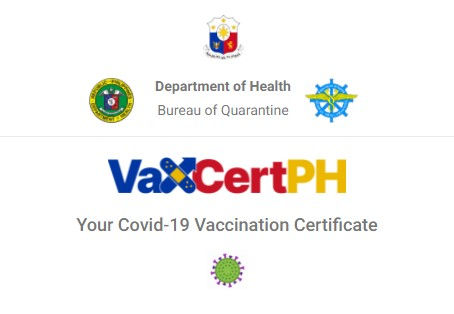 Department of Health
Bureau of Quarantine
VaxCertPH
Your Covid-19 Vaccination Certificate